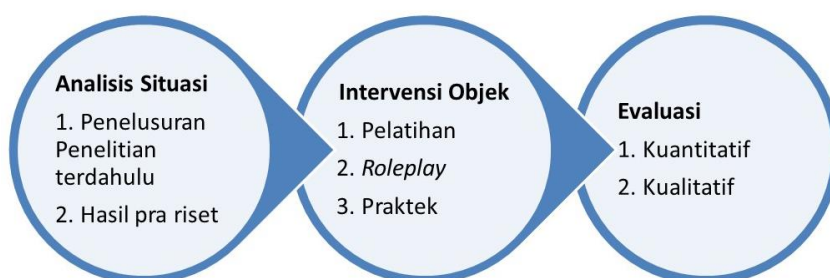 Analisis Situasi
1. Penelusuran
Penelitian
terdahulu
2. Hasil pra riset
Intervensi Objek
1. Pelatihan
2. Roleplay
3. Praktek
Evaluasi
1. Kuantitatif
2. Kualitatif